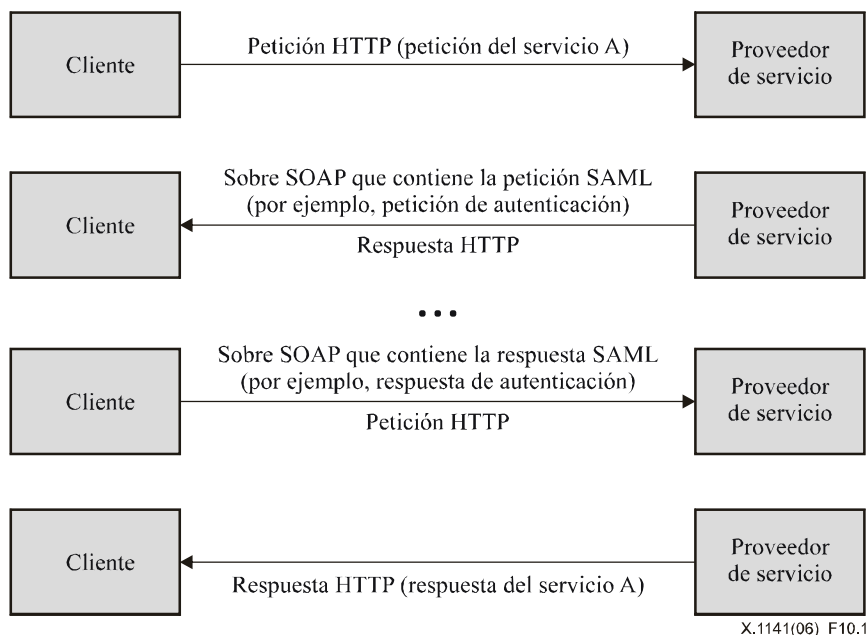 Cliente
Petición HTTP (petición del servicio A)
Proveedor
de servicio
Cliente
Sobre SOAP que contiene la petición SAML
(por ejemplo, petición de autenticación)
Respuesta HTTP
Proveedor
de servicio
...
Cliente
Sobre SOAP que contiene la respuesta SAML
(por ejemplo, respuesta de autenticación)
Petición HTTP
Proveedor
de servicio
Cliente
Respuesta HTTP (respuesta del servicio A)
Proveedor
de servicio
X.1141(06)_F10.1